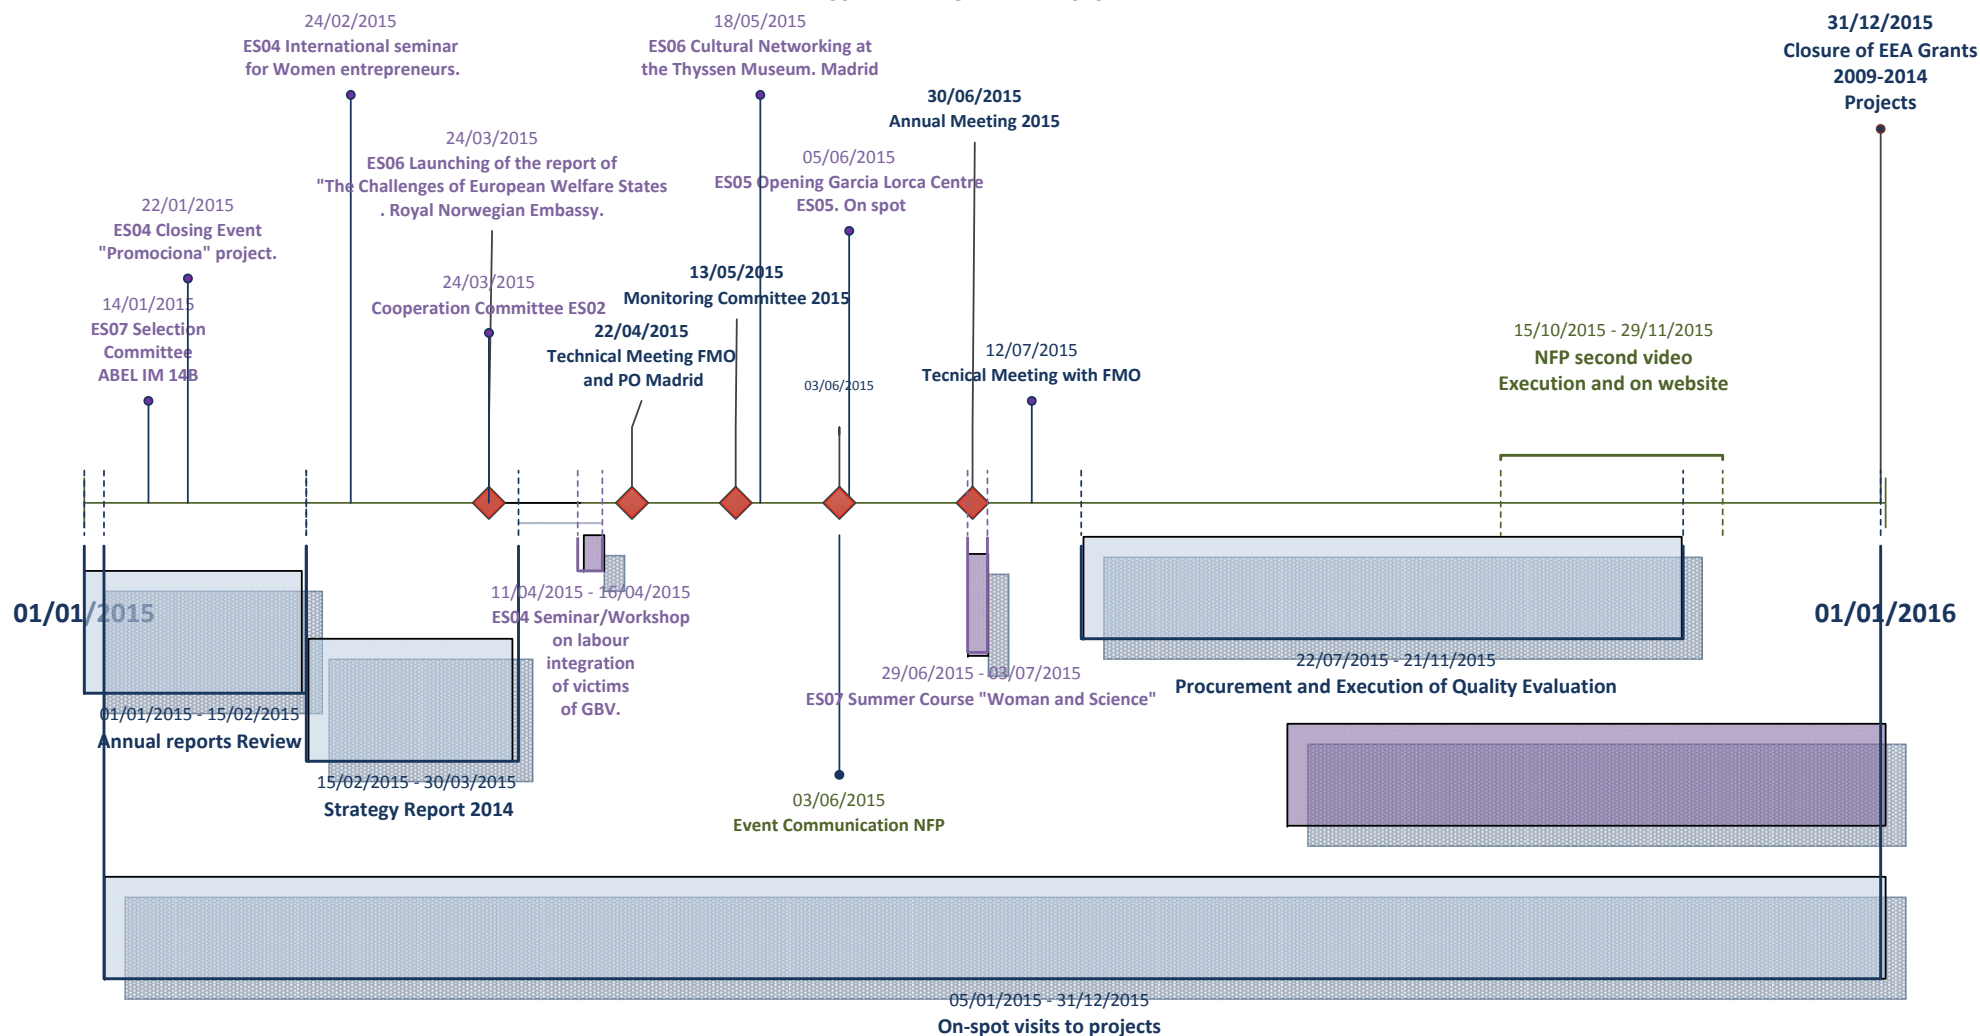 24/02/2015
ES04 International seminar
for Women entrepreneurs.
18/05/2015
ES06 Cultural Networking at
the Thyssen Museum. Madrid
31/12/2015
Closure of EEA Grants
2009-2014
Projects
30/06/2015
Annual Meeting 2015
24/03/2015
ES06 Launching of the report of
"The Challenges of European Welfare States
. Royal Norwegian Embassy.
05/06/2015
ES05 Opening Garcia Lorca Centre
ES05. On spot
22/01/2015
ES04 Closing Event
"Promociona" project.
24/03/2015
Cooperation Committee ES02
13/05/2015
Monitoring Committee 2015
14/01/2015
ES07 Selection
Committee
ABEL IM 14B
22/04/2015
Technical Meeting FMO
and PO Madrid
03/06/2015
12/07/2015
Tecnical Meeting with FMO
15/10/2015 - 29/11/2015
NFP second video
Execution and on website
01/01/2015
01/01/2016
11/04/2015 - 16/04/2015
ES04 Seminar/Workshop
on labour
integration
of victims
of GBV.
29/06/2015 - 03/07/2015
ES07 Summer Course "Woman and Science"
22/07/2015 - 21/11/2015
Procurement and Execution of Quality Evaluation
01/01/2015 - 15/02/2015
Annual reports Review
15/02/2015 - 30/03/2015
Strategy Report 2014
03/06/2015
Event Communication NFP
05/01/2015 - 31/12/2015
On-spot visits to projects